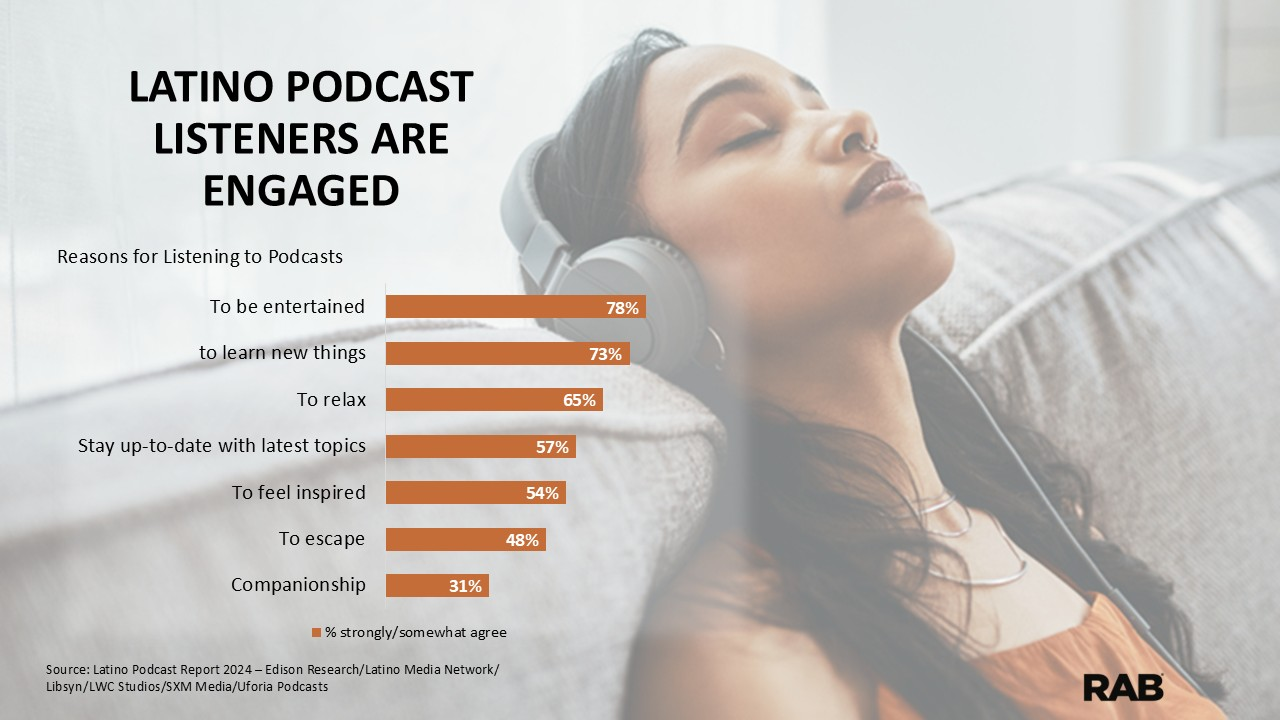 LATINO PODCAST
LISTENERS ARE
ENGAGED
Reasons for Listening to Podcasts
To be entertained 78%
to learn new things 73%
To relax 65%
Stay up-to-date with latest topics 57%
To feel inspired 54%
To escape 48%
Companionship 31%
% strongly/somewhat agree
Source: Latino Podcast Report 2024 – Edison Research/Latino Media Network/
Libsyn/LWC Studios/SXM Media/Uforia Podcasts
RAB